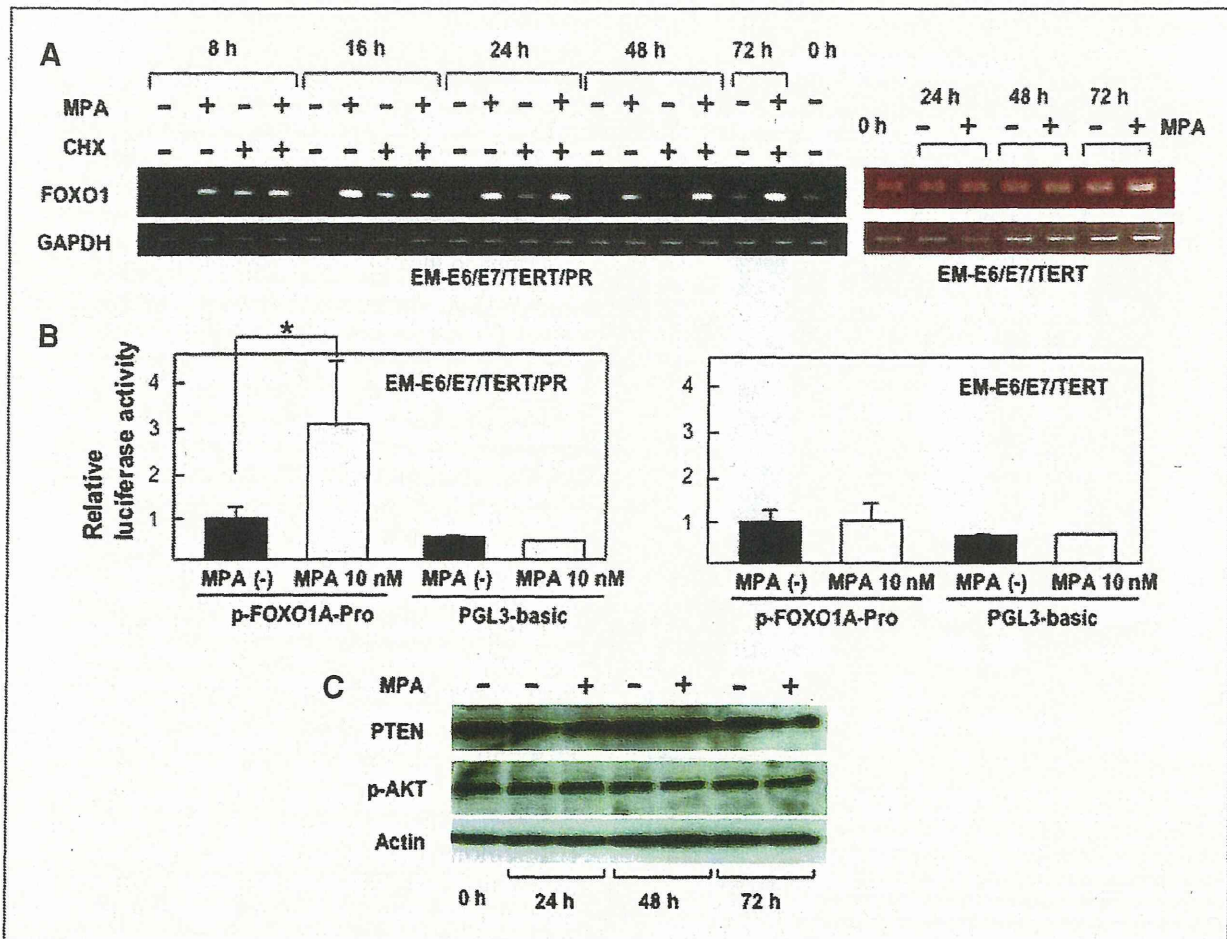 A
8 h 16 h 24 h 48 h 72 h 0 h
MPA - + - + - + - + - + - + - + - + - + -
CHX - - + + - - + + - - + + - - + + - + -
FOXO1
GAPDH
EM-E6/E7/TERT/PR
24 h 48 h 72 h
0 h - + - + - + MPA
EM-E6/E7/TERT
B
Relative luciferase activity
*
4
3
2
1
EM-E6/E7/TERT/PR
MPA (-) MPA 10 nM MPA (-) MPA 10 nM
p-FOXO1A-Pro PGL3-basic
4
3
2
1
EM-E6/E7/TERT
MPA (-) MPA 10 nM MPA (-) MPA 10 nM
p-FOXO1A-Pro PGL3-basic
C
MPA - - + - + - +
PTEN
p-AKT
Actin
0 h 24 h 48 h 72 h